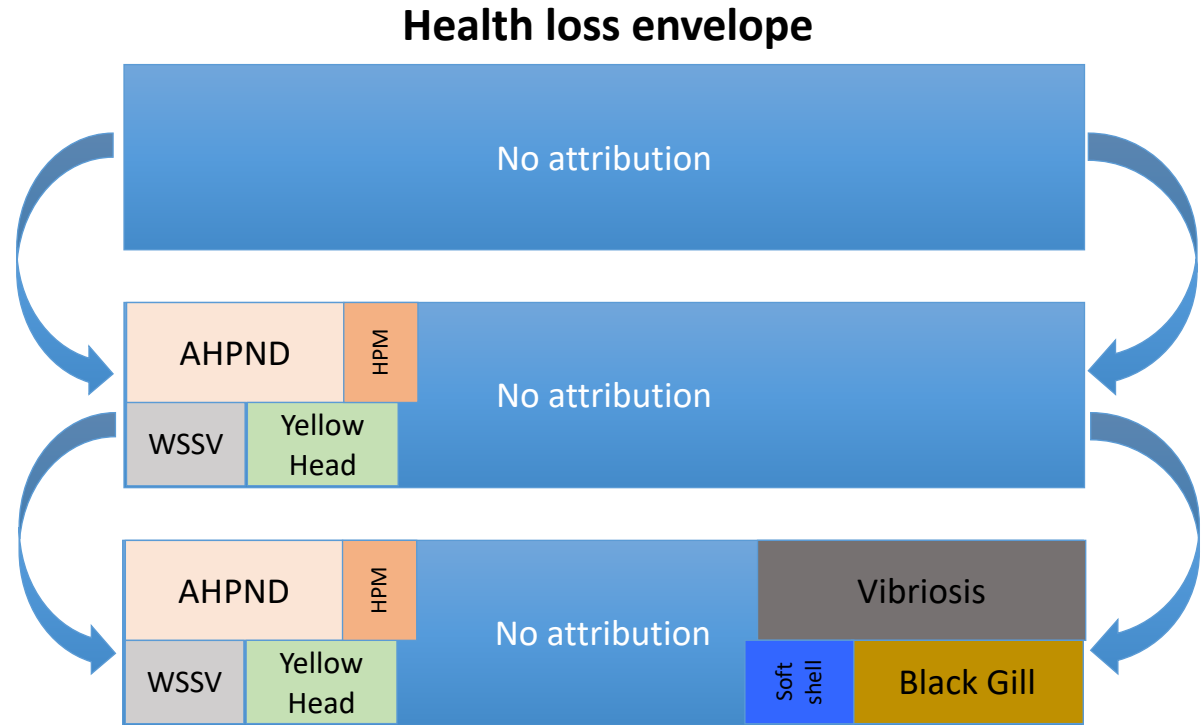 Health loss envelope
No attribution
AHPND
HPM
No attribution
WSSV
Yellow
Head
AHPND
HPM
No attribution
Vibriosis
WSSV
Yellow
Head
Soft
shell
Black Gill